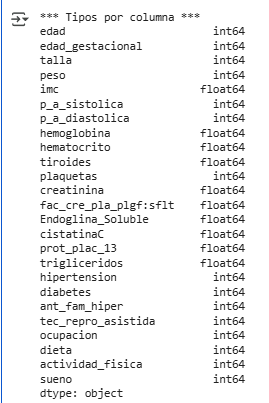 *** Tipos por columna ***
edad int64
edad_gestacional int64
talla int64
peso int64
imc float64
p_a_sistolica int64
p_a_diastolica int64
hemoglobina float64
hematocrito float64
tiroides float64
plaquetas int64
creatinina float64
fac_cre_pla_plgf:sflt float64
Endoglina_Soluble float64
cistatinaC float64
prot_plac_13 float64
trigliceridos float64
hipertension int64
diabetes int64
ant_fam_hiper int64
tec_repro_asistida int64
ocupacion int64
dieta int64
actividad_fisica int64
sueno int64
dtype: object